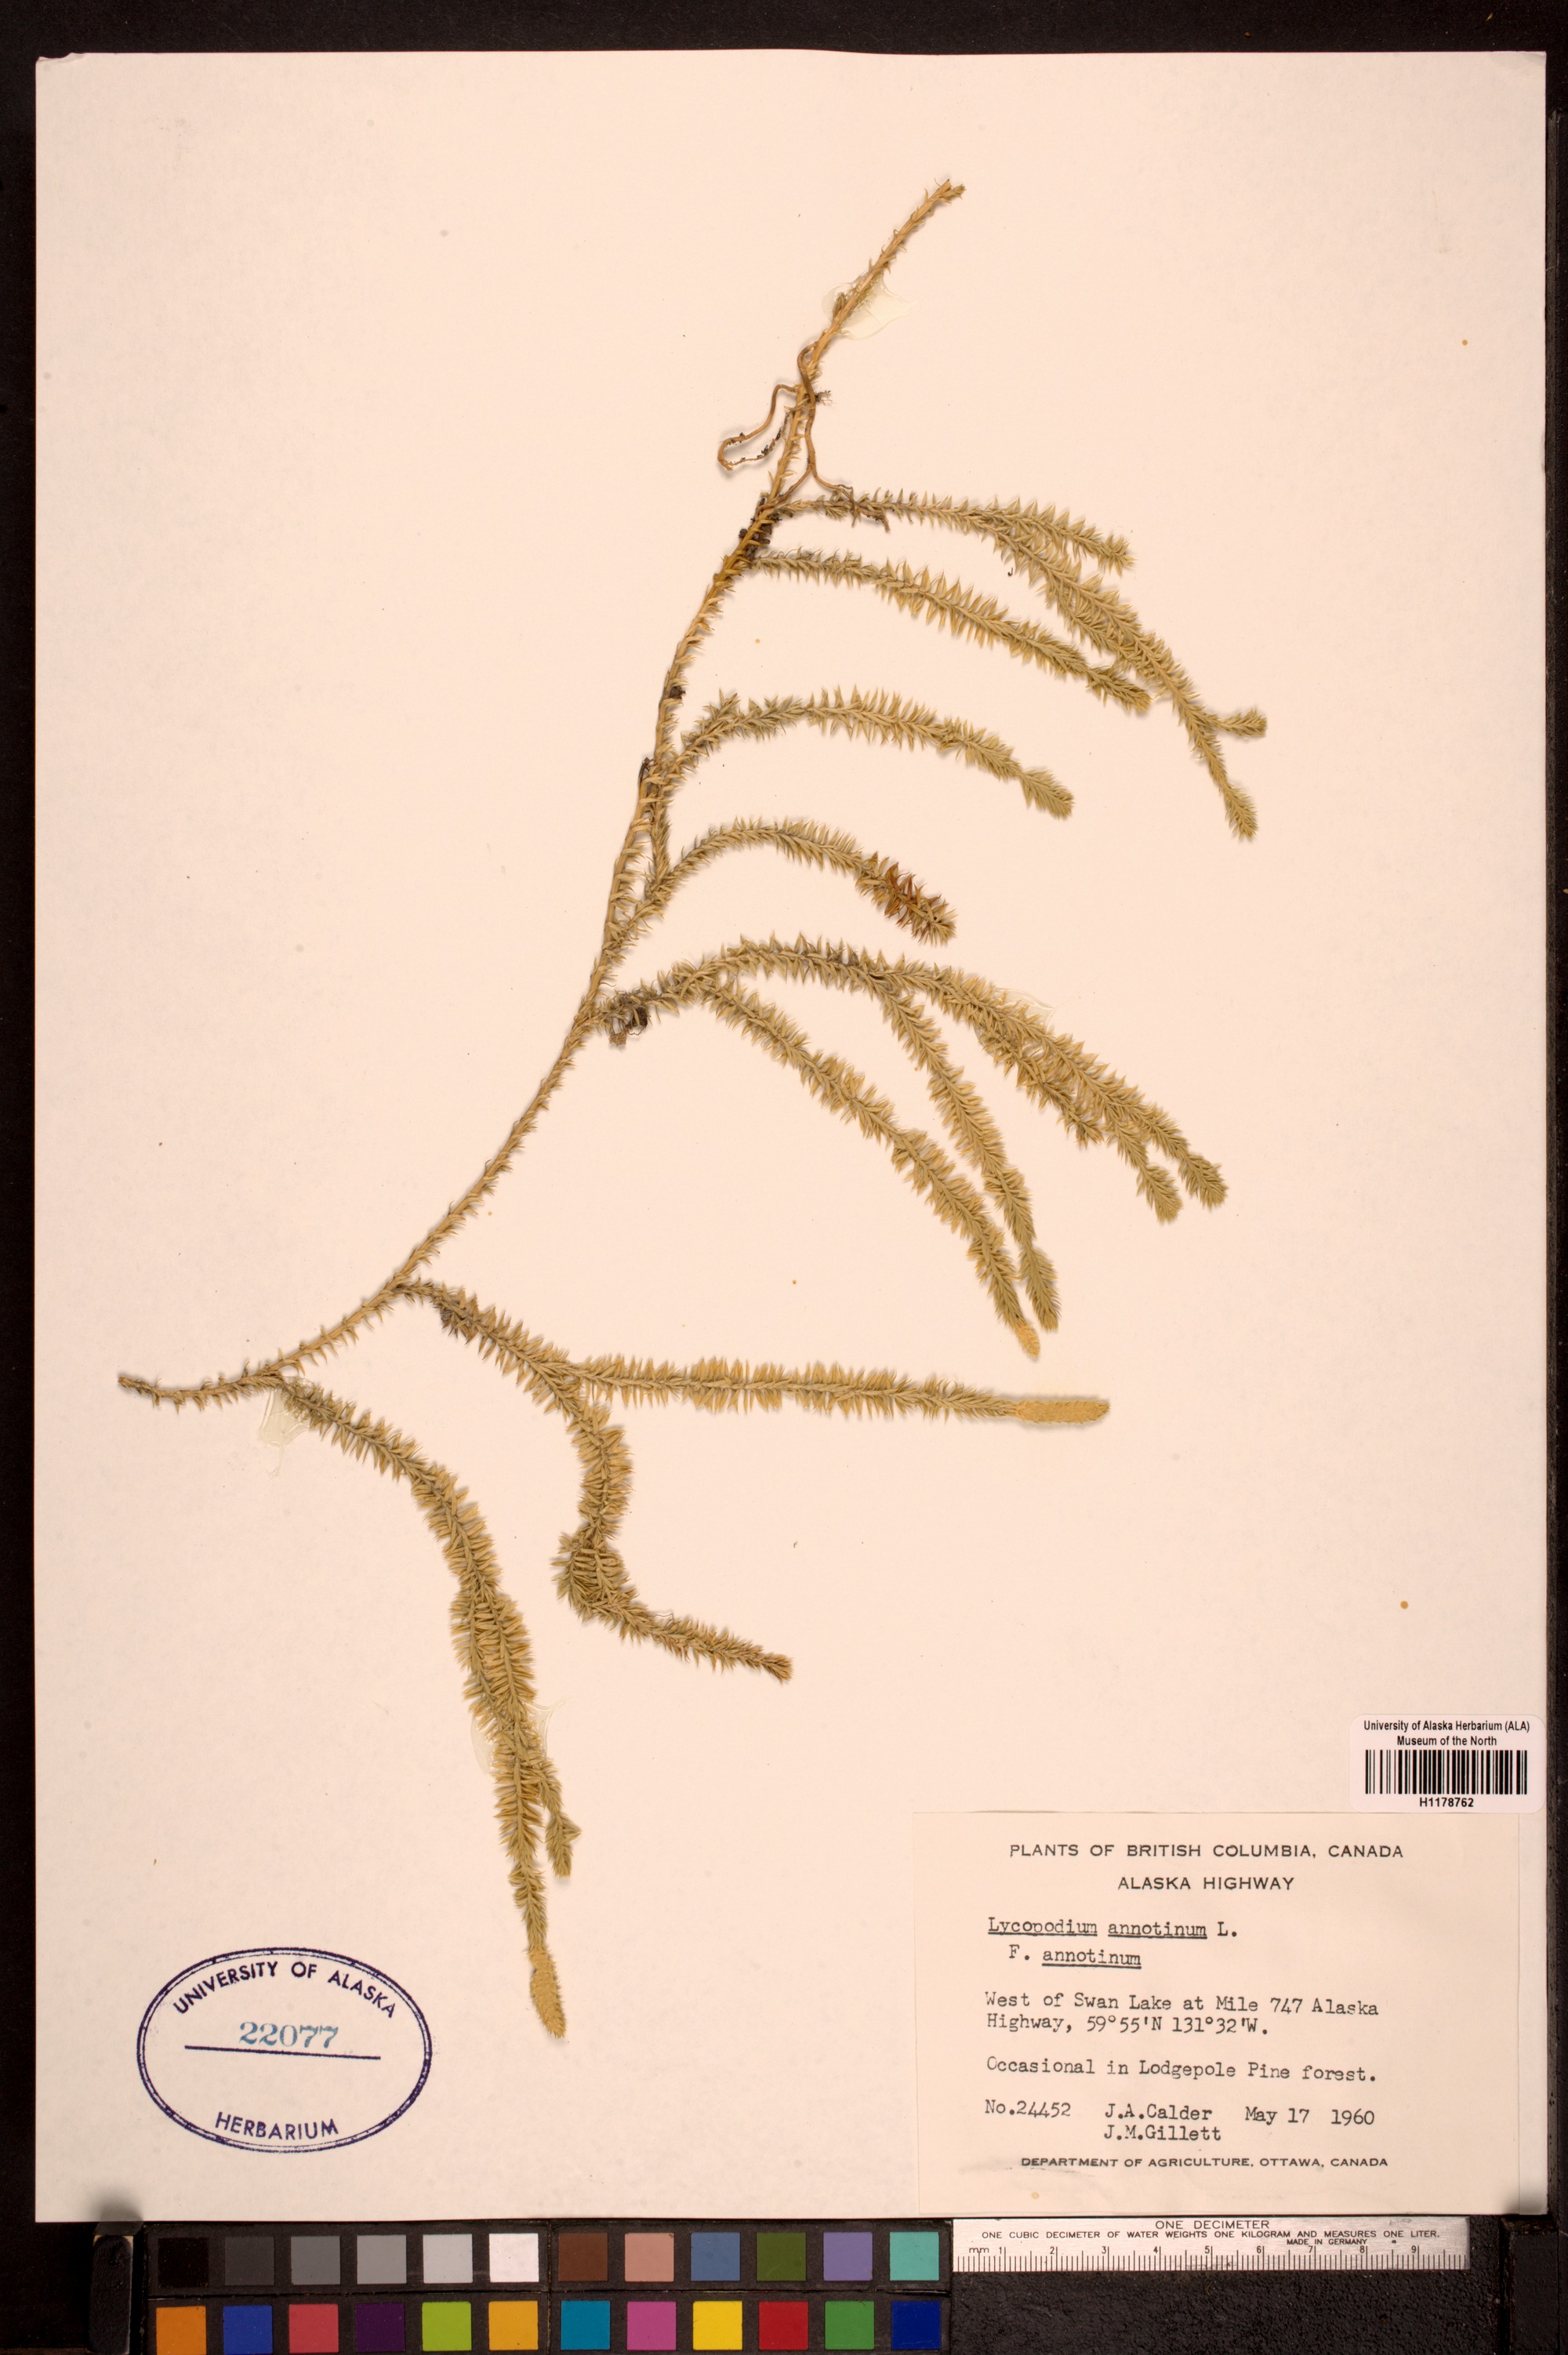 University of Alaska Herbarium (ALA)
Museum of the North
H1178762
PLANTS OF BRITISH COLUMBIA, CANADA
ALASKA HIGHWAY
Lycopodium annotinum L.
F. annotinum
West of Swan Lake at Mile 747 Alaska
Highway, 59°55'N 131°32'W.
Occasional in Lodgepole Pine forest.
No.24452 J.A.Calder May 17 1960
J.M.Gillett
DEPARTMENT OF AGRICULTURE, OTTAWA, CANADA
UNIVERSITY OF ALASKA
22077
HERBARIUM
ONE DECIMETER
ONE CUBIC DECIMETER OF WATER WEIGHTS ONE KILOGRAM AND MEASURES ONE LITER.
MADE IN GERMANY
mm 1 2 3 4 5 6 7 8 9